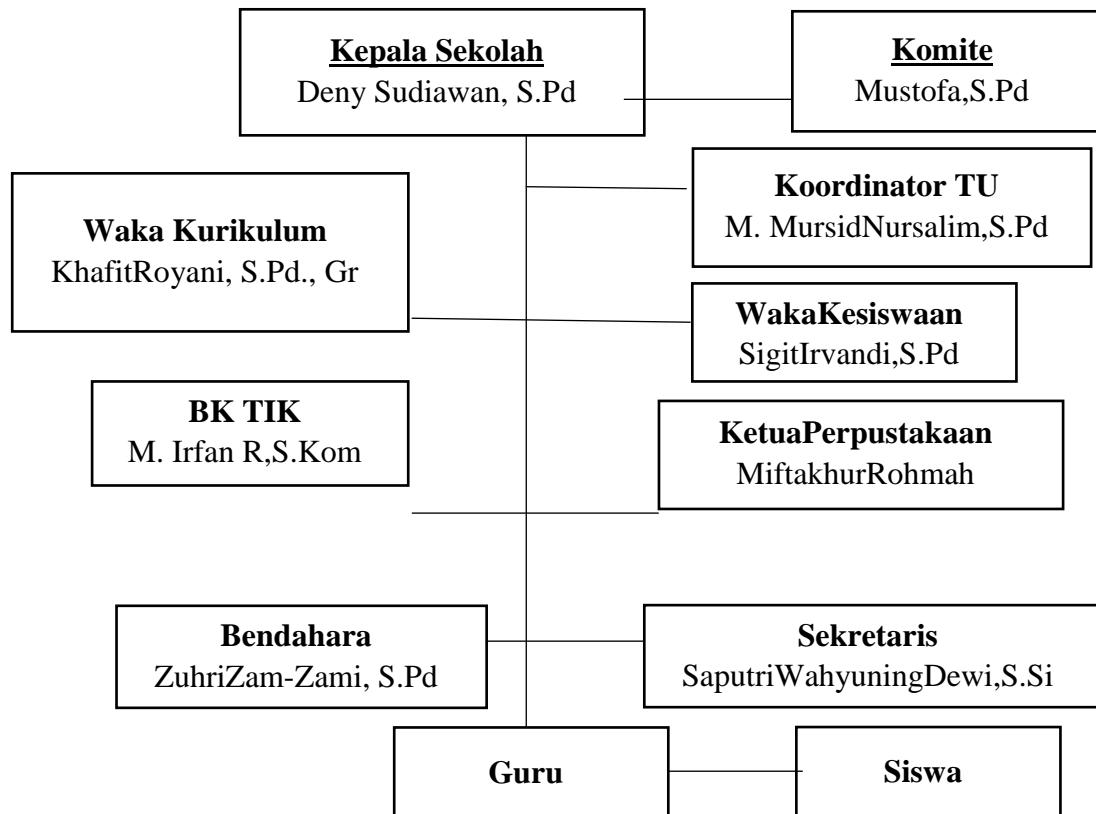 Kepala Sekolah
Deny Sudiawan, S.Pd
Komite
Mustofa,S.Pd
Koordinator TU
M. MursidNursalim,S.Pd
Waka Kurikulum
KhafitRoyani, S.Pd., Gr
WakaKesiswaan
SigitIrvandi,S.Pd
BK TIK
M. Irfan R,S.Kom
KetuaPerpustakaan
MiftakhurRohmah
Bendahara
ZuhriZam-Zami, S.Pd
Sekretaris
SaputriWahyuningDewi,S.Si
Guru
Siswa